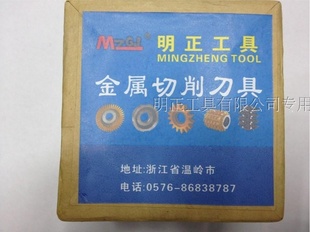 明正工具
MINGZHENG TOOL
金属切削刀具
明正工具有限公司专用
地址:浙江省温岭市
电话:0576-86838787